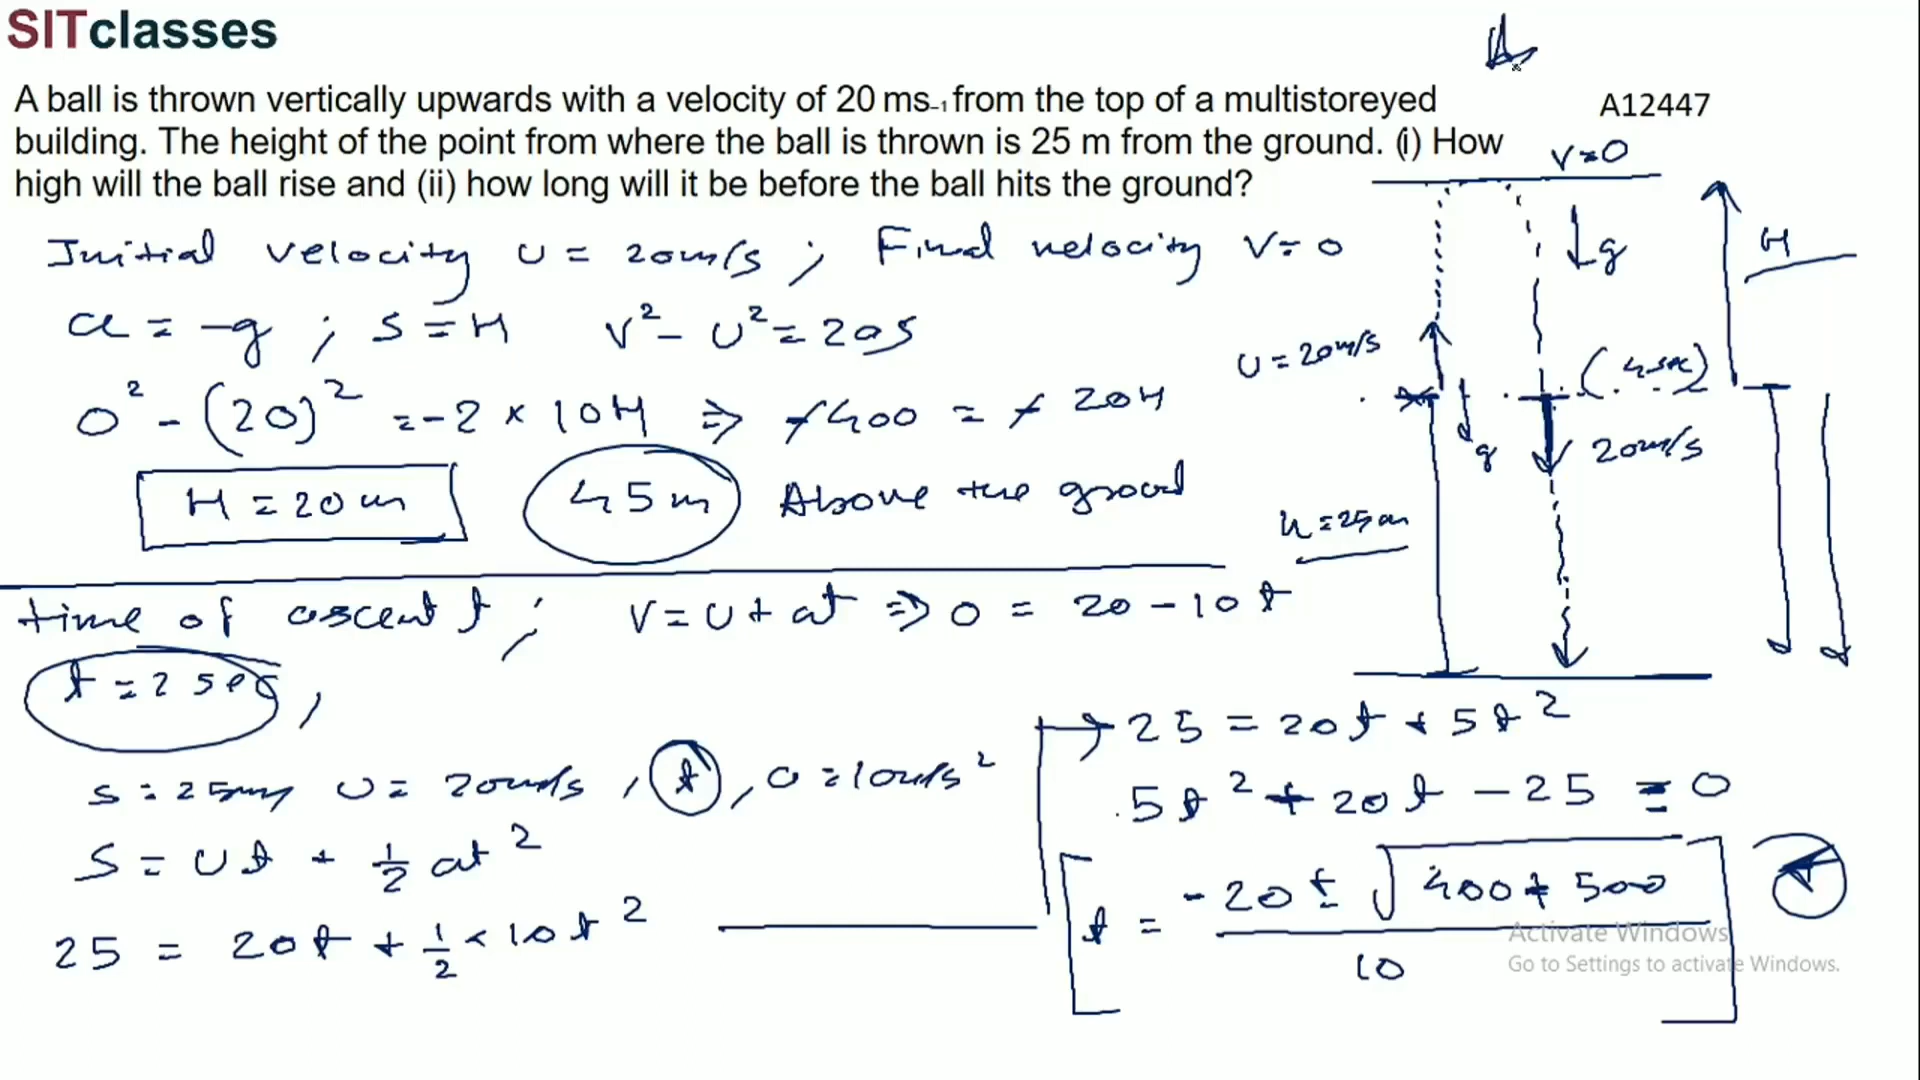 SITclasses
A ball is thrown vertically upwards with a velocity of 20 ms-1 from the top of a multistoreyed
A12447
building. The height of the point from where the ball is thrown is 25 m from the ground. (i) How
high will the ball rise and (ii) how long will it be before the ball hits the ground?
V=0
Initial velocity U = 20m/s ; Final velocity V=0
g
H
a = -g ; S = H V² - U² = 2aS
U = 20m/s
(4sec)
0² - (20)² = -2 × 10H ⇒ -400 = -20H
g
20m/s
H = 20m
45m Above the ground
h = 25m
time of ascent t ; V = U + at ⇒ 0 = 20 - 10t
t = 2 sec,
25 = 20t + 5t²
S = 25m, U = 20m/s, t, a = 10m/s²
5t² + 20t - 25 = 0
S = Ut + 1/2 at²
t = -20 ± √400 + 500 / 10
25 = 20t + 1/2 × 10t²
Activate Windows
Go to Settings to activate Windows.